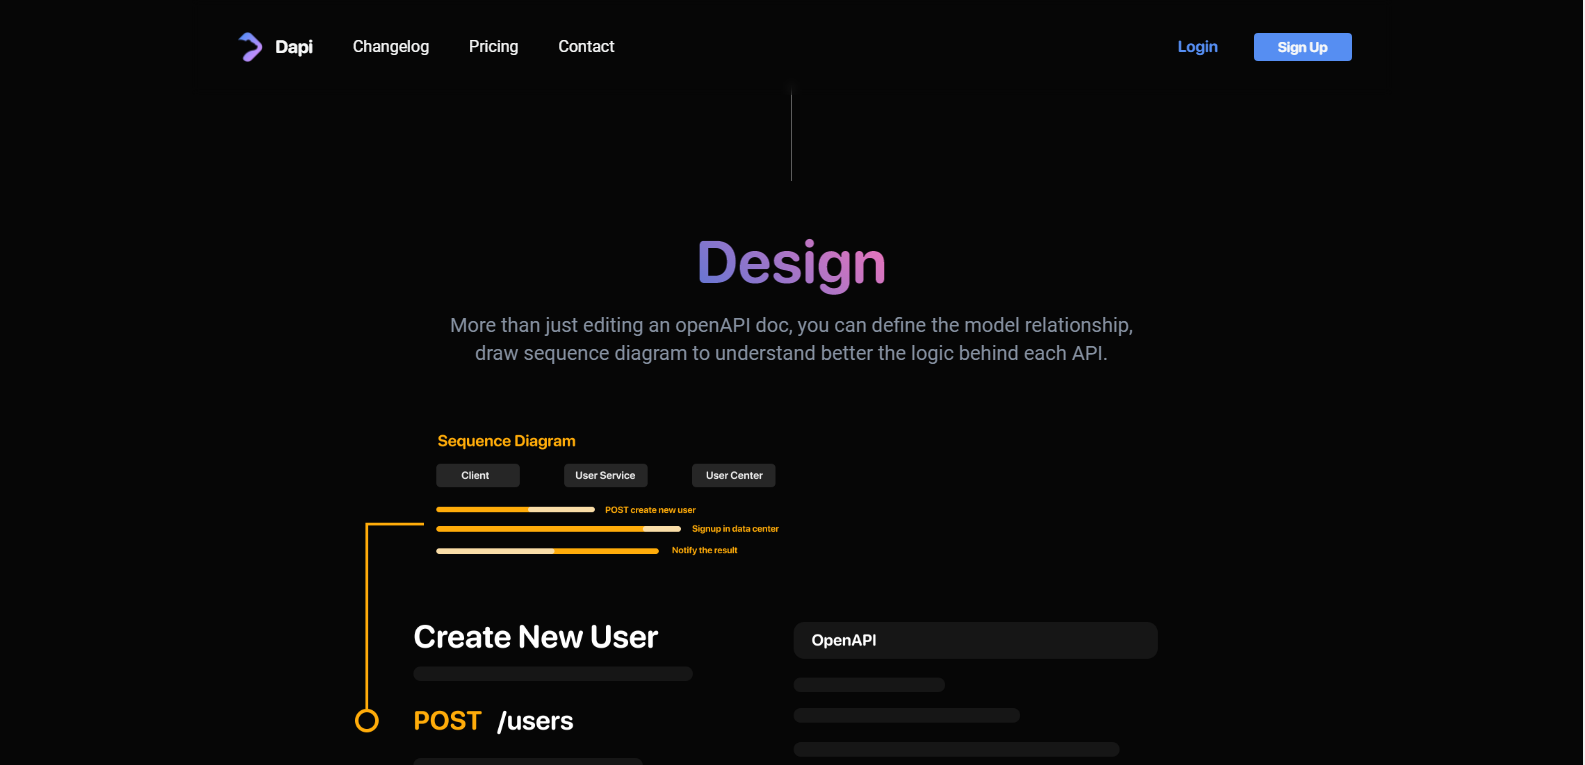 Dapi
Changelog
Pricing
Contact
Login
Sign Up
Design
More than just editing an openAPI doc, you can define the model relationship,
draw sequence diagram to understand better the logic behind each API.
Sequence Diagram
Client
User Service
User Center
POST create new user
Signup in data center
Notify the result
Create New User
OpenAPI
POST /users